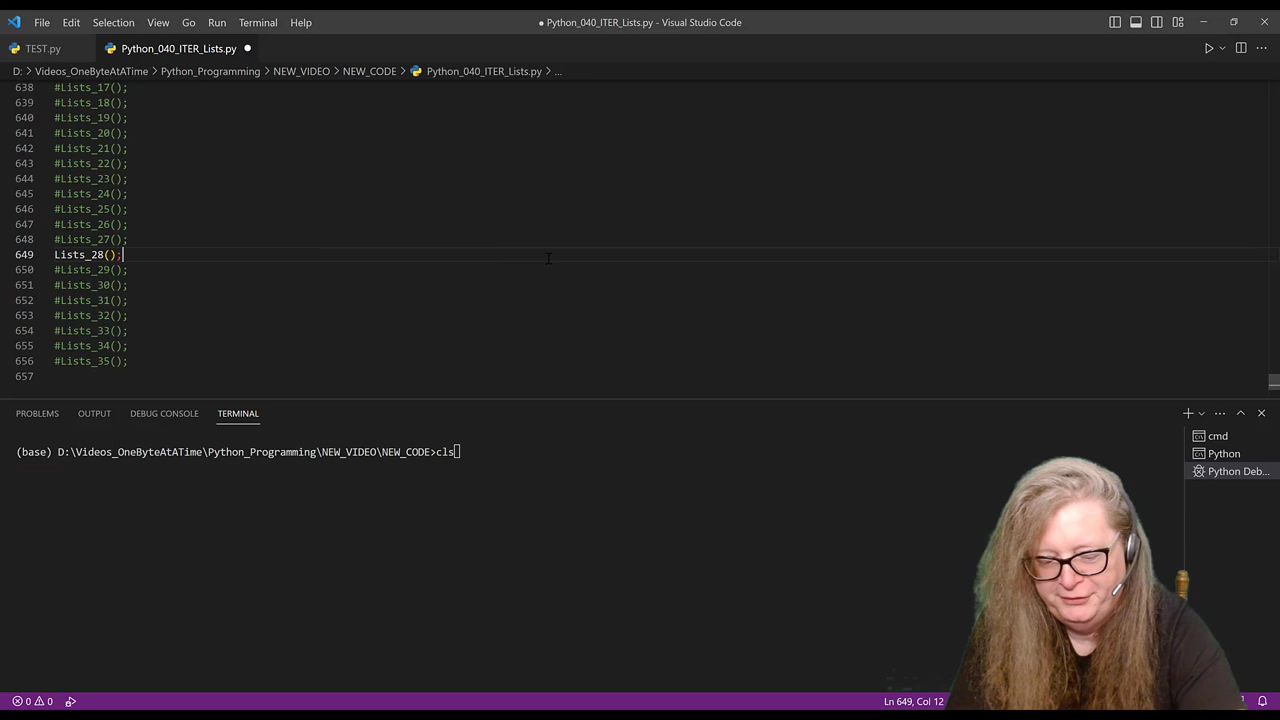 File Edit Selection View Go Run Terminal Help
● Python_040_ITER_Lists.py - Visual Studio Code
TEST.py Python_040_ITER_Lists.py ●
D: > Videos_OneByteAtATime > Python_Programming > NEW_VIDEO > NEW_CODE > Python_040_ITER_Lists.py > ...
638 #Lists_17();
639 #Lists_18();
640 #Lists_19();
641 #Lists_20();
642 #Lists_21();
643 #Lists_22();
644 #Lists_23();
645 #Lists_24();
646 #Lists_25();
647 #Lists_26();
648 #Lists_27();
649 Lists_28();
650 #Lists_29();
651 #Lists_30();
652 #Lists_31();
653 #Lists_32();
654 #Lists_33();
655 #Lists_34();
656 #Lists_35();
657
PROBLEMS OUTPUT DEBUG CONSOLE TERMINAL
(base) D:\Videos_OneByteAtATime\Python_Programming\NEW_VIDEO\NEW_CODE>cls
cmd
Python
Python Deb...
0 0 Ln 649, Col 12